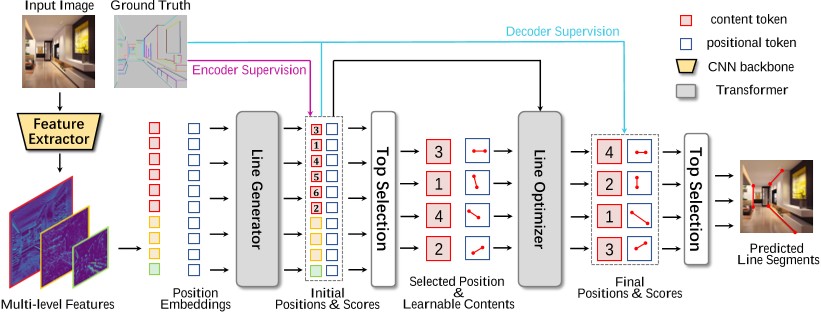 Input Image
Ground Truth
Decoder Supervision
Encoder Supervision
content token
positional token
CNN backbone
Transformer
Feature
Extractor
Line Generator
3
1
4
5
6
2
Top Selection
3
1
4
2
Line Optimizer
4
2
1
3
Top Selection
Multi-level Features
Position
Embeddings
Initial
Positions & Scores
Selected Position
&
Learnable Contents
Final
Positions & Scores
Predicted
Line Segments